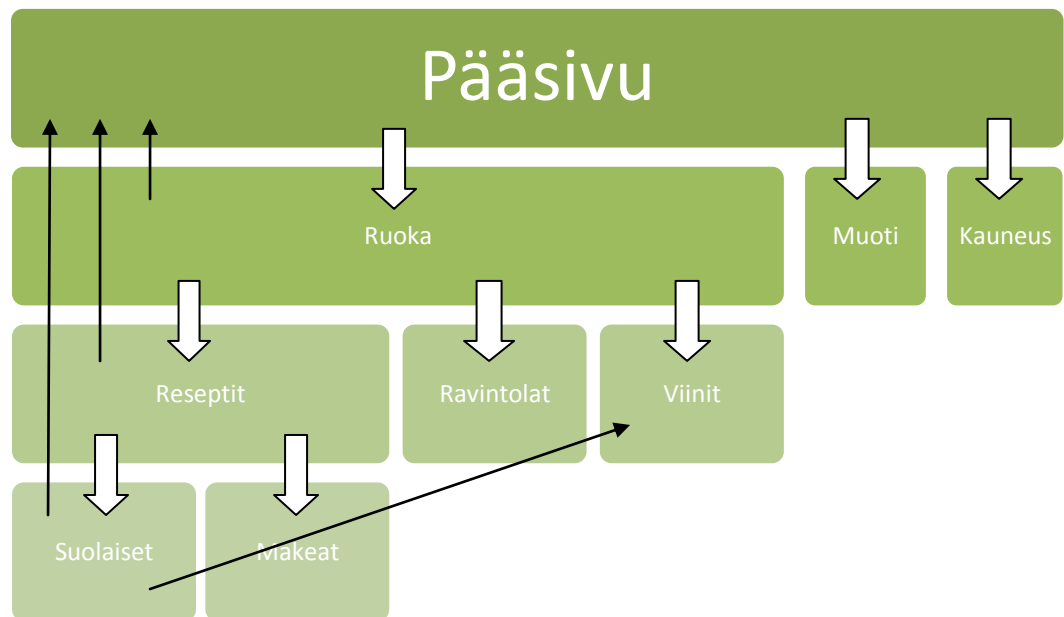 Pääsivu
Ruoka
Muoti
Kauneus
Reseptit
Ravintolat
Viinit
Suolaiset
Makeat